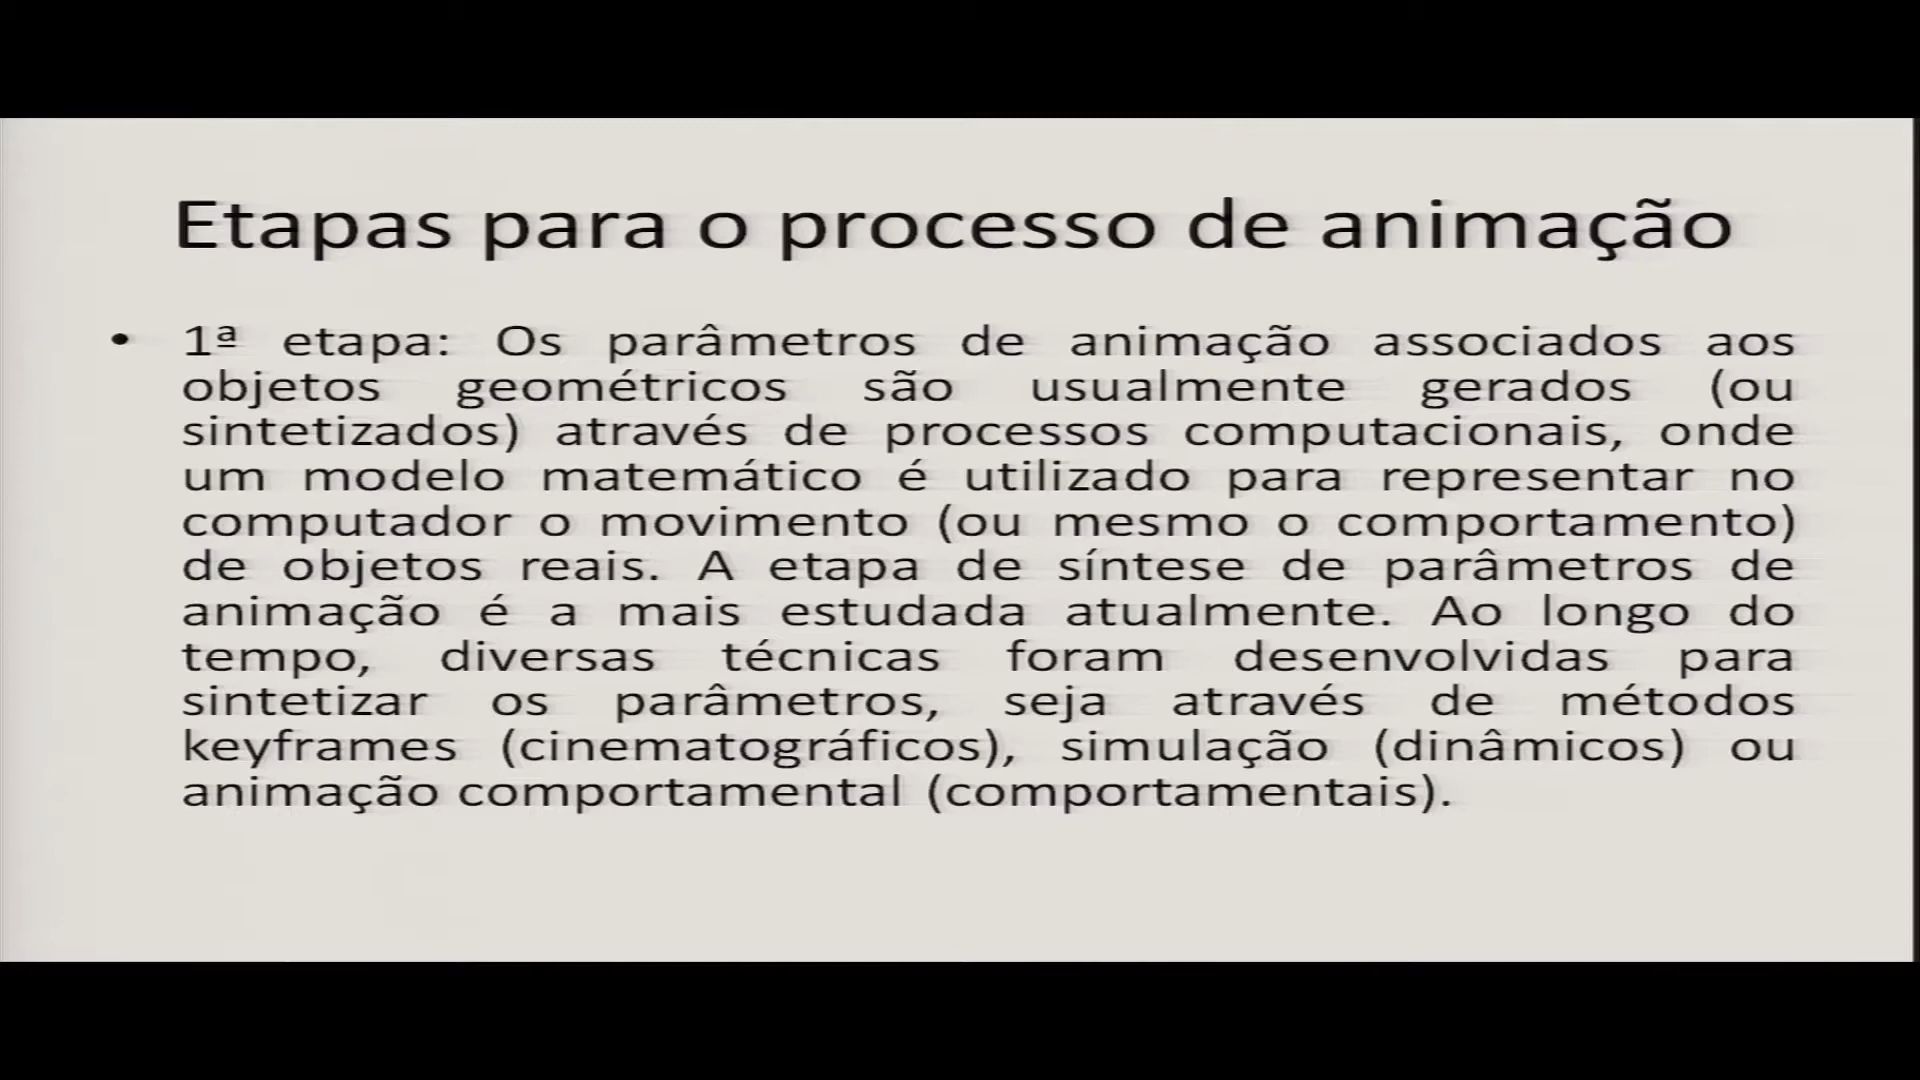 Etapas para o processo de animação
• 1ª etapa: Os parâmetros de animação associados aos
objetos geométricos são usualmente gerados (ou
sintetizados) através de processos computacionais, onde
um modelo matemático é utilizado para representar no
computador o movimento (ou mesmo o comportamento)
de objetos reais. A etapa de síntese de parâmetros de
animação é a mais estudada atualmente. Ao longo do
tempo, diversas técnicas foram desenvolvidas para
sintetizar os parâmetros, seja através de métodos
keyframes (cinematográficos), simulação (dinâmicos) ou
animação comportamental (comportamentais).